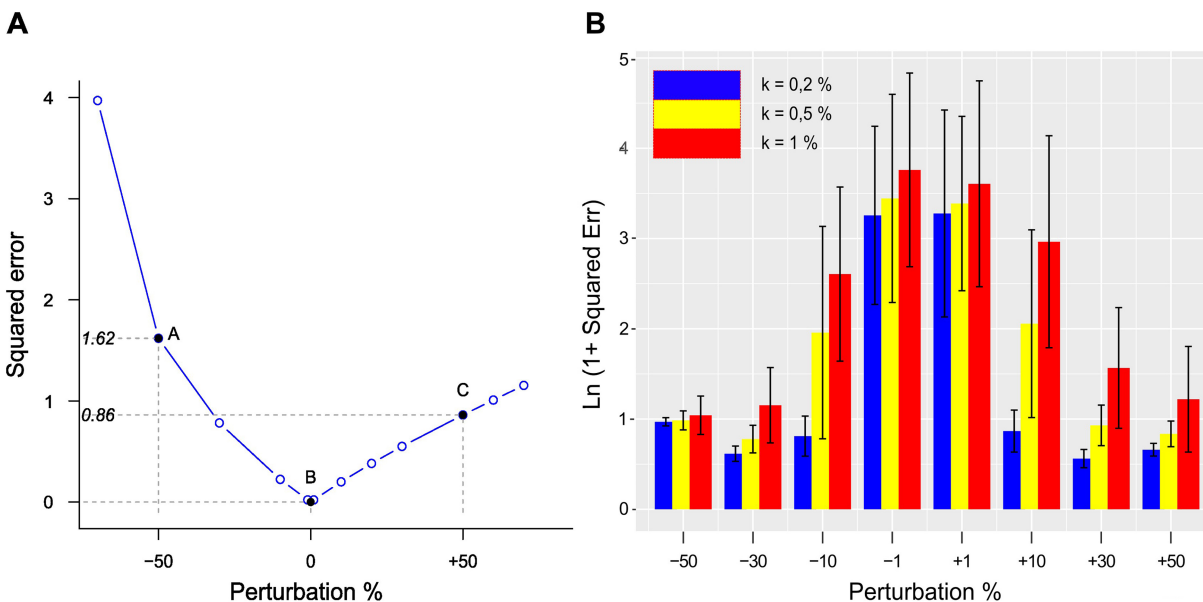 A
Squared error
4
3
2
1
0
1.62
0.86
A
B
C
−50
0
+50
Perturbation %
B
Ln (1+ Squared Err)
5
4
3
2
1
0
k = 0,2 %
k = 0,5 %
k = 1 %
−50
−30
−10
−1
+1
+10
+30
+50
Perturbation %